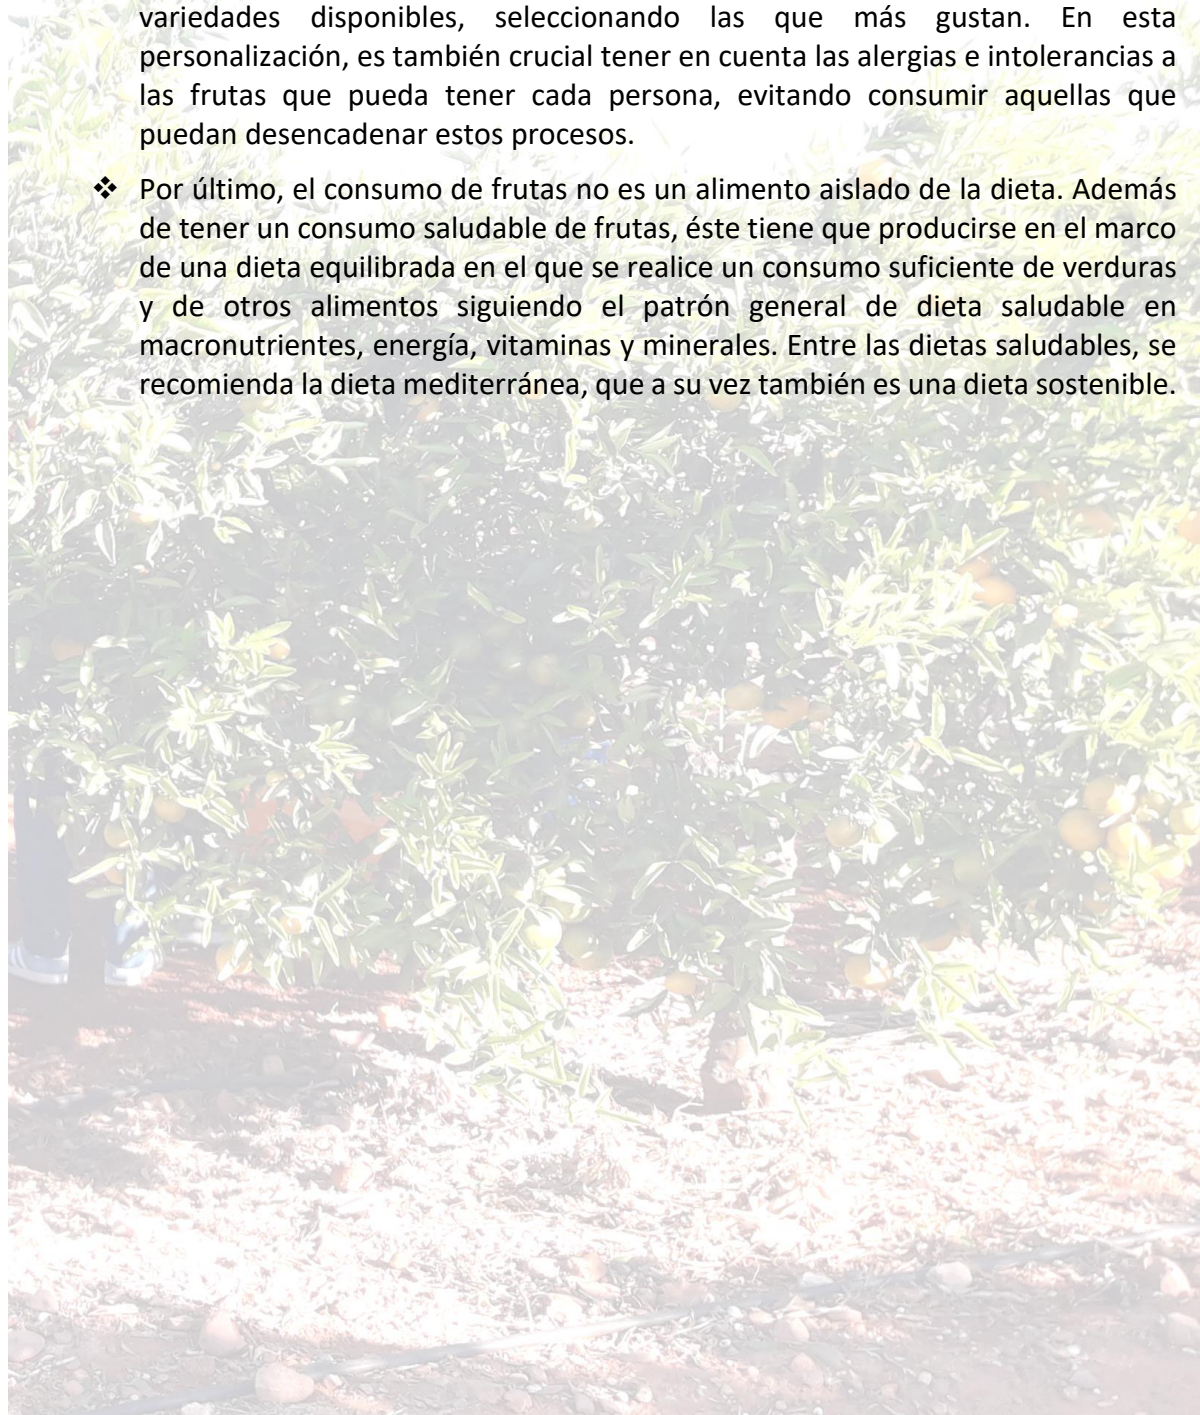 variedades disponibles, seleccionando las que más gustan. En esta
personalización, es también crucial tener en cuenta las alergias e intolerancias a
las frutas que pueda tener cada persona, evitando consumir aquellas que
puedan desencadenar estos procesos.
❖ Por último, el consumo de frutas no es un alimento aislado de la dieta. Además
de tener un consumo saludable de frutas, éste tiene que producirse en el marco
de una dieta equilibrada en el que se realice un consumo suficiente de verduras
y de otros alimentos siguiendo el patrón general de dieta saludable en
macronutrientes, energía, vitaminas y minerales. Entre las dietas saludables, se
recomienda la dieta mediterránea, que a su vez también es una dieta sostenible.